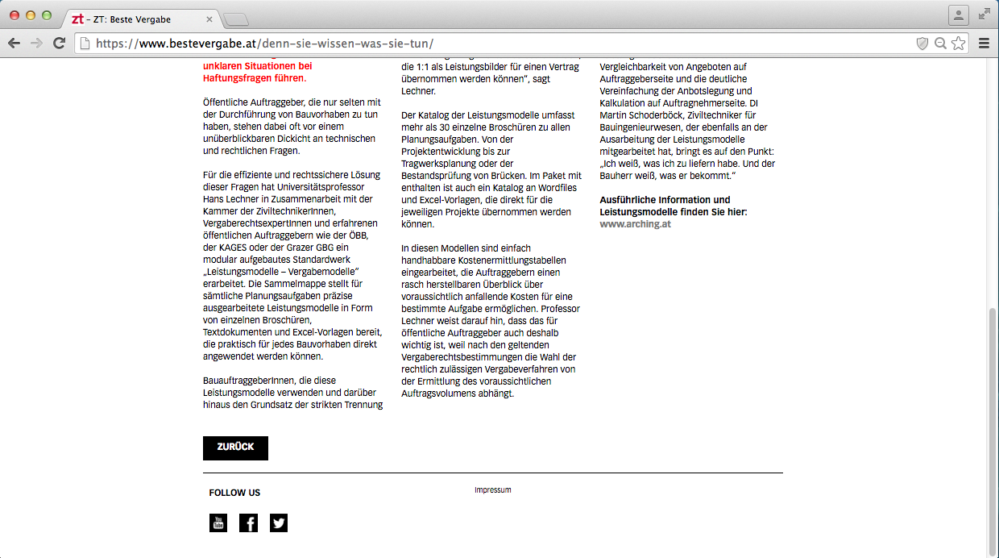 zt – ZT: Beste Vergabe
https://www.bestevergabe.at/denn-sie-wissen-was-sie-tun/
unklaren Situationen bei
Haftungsfragen führen.
Öffentliche Auftraggeber, die nur selten mit
der Durchführung von Bauvorhaben zu tun
haben, stehen dabei oft vor einem
unüberblickbaren Dickicht an technischen
und rechtlichen Fragen.
Für die effiziente und rechtssichere Lösung
dieser Fragen hat Universitätsprofessor
Hans Lechner in Zusammenarbeit mit der
Kammer der ZiviltechnikerInnen,
VergaberechtsexpertInnen und erfahrenen
öffentlichen Auftraggebern wie der ÖBB,
der KAGES oder der Grazer GBG ein
modular aufgebautes Standardwerk
„Leistungsmodelle – Vergabemodelle“
erarbeitet. Die Sammelmappe stellt für
sämtliche Planungsaufgaben präzise
ausgearbeitete Leistungsmodelle in Form
von einzelnen Broschüren,
Textdokumenten und Excel-Vorlagen bereit,
die praktisch für jedes Bauvorhaben direkt
angewendet werden können.
BauauftraggeberInnen, die diese
Leistungsmodelle verwenden und darüber
hinaus den Grundsatz der strikten Trennung
die 1:1 als Leistungsbilder für einen Vertrag
übernommen werden können“, sagt
Lechner.
Der Katalog der Leistungsmodelle umfasst
mehr als 30 einzelne Broschüren zu allen
Planungsaufgaben. Von der
Projektentwicklung bis zur
Tragwerksplanung oder der
Bestandsprüfung von Brücken. Im Paket mit
enthalten ist auch ein Katalog an Wordfiles
und Excel-Vorlagen, die direkt für die
jeweiligen Projekte übernommen werden
können.
In diesen Modellen sind einfach
handhabbare Kostenermittlungstabellen
eingearbeitet, die Auftraggebern einen
rasch herstellbaren Überblick über
voraussichtlich anfallende Kosten für eine
bestimmte Aufgabe ermöglichen. Professor
Lechner weist darauf hin, dass das für
öffentliche Auftraggeber auch deshalb
wichtig ist, weil nach den geltenden
Vergaberechtsbestimmungen die Wahl der
rechtlich zulässigen Vergabeverfahren von
der Ermittlung des voraussichtlichen
Auftragsvolumens abhängt.
Vergleichbarkeit von Angeboten auf
Auftraggeberseite und die deutliche
Vereinfachung der Anbotslegung und
Kalkulation auf Auftragnehmerseite. DI
Martin Schoderböck, Ziviltechniker für
Bauingenieurwesen, der ebenfalls an der
Ausarbeitung der Leistungsmodelle
mitgearbeitet hat, bringt es auf den Punkt:
„Ich weiß, was ich zu liefern habe. Und der
Bauherr weiß, was er bekommt.“
Ausführliche Information und
Leistungsmodelle finden Sie hier:
www.arching.at
ZURÜCK
FOLLOW US
Impressum
You Tube